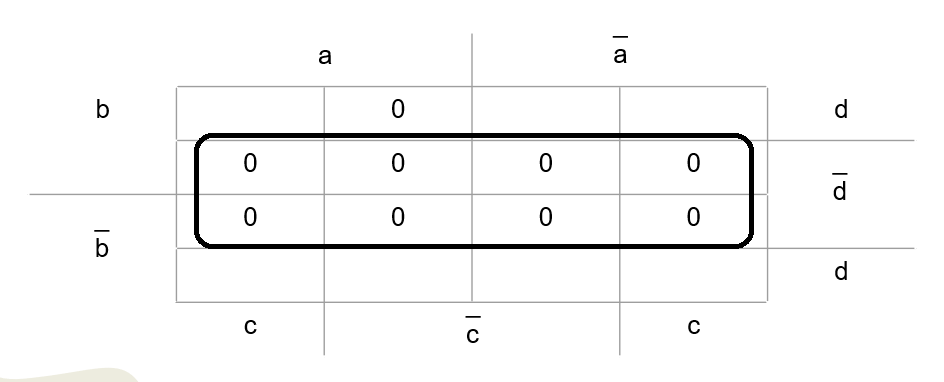 a a̅
b 0 d
0 0 0 0
d̅
0 0 0 0
b̅
d
c c̅ c